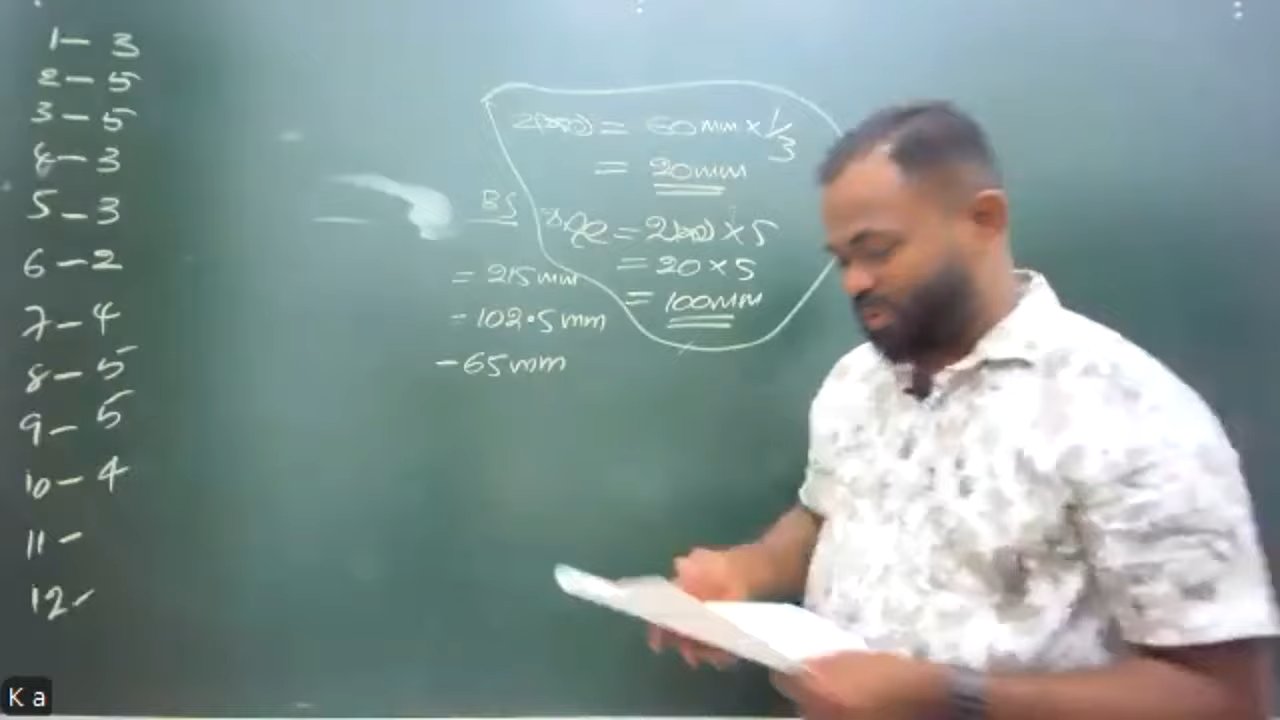 1 - 3
2 - 5
3 - 5
- 3
5 - 3
6 - 2
7 - 4
8 - 5
9 - 5
10 - 4
11 -
12 -
= 60mm × 1/3
= 20mm
BS
= 215mm
- 102.5mm
- 65mm
× 5
= 20 × 5
= 100mm
K a